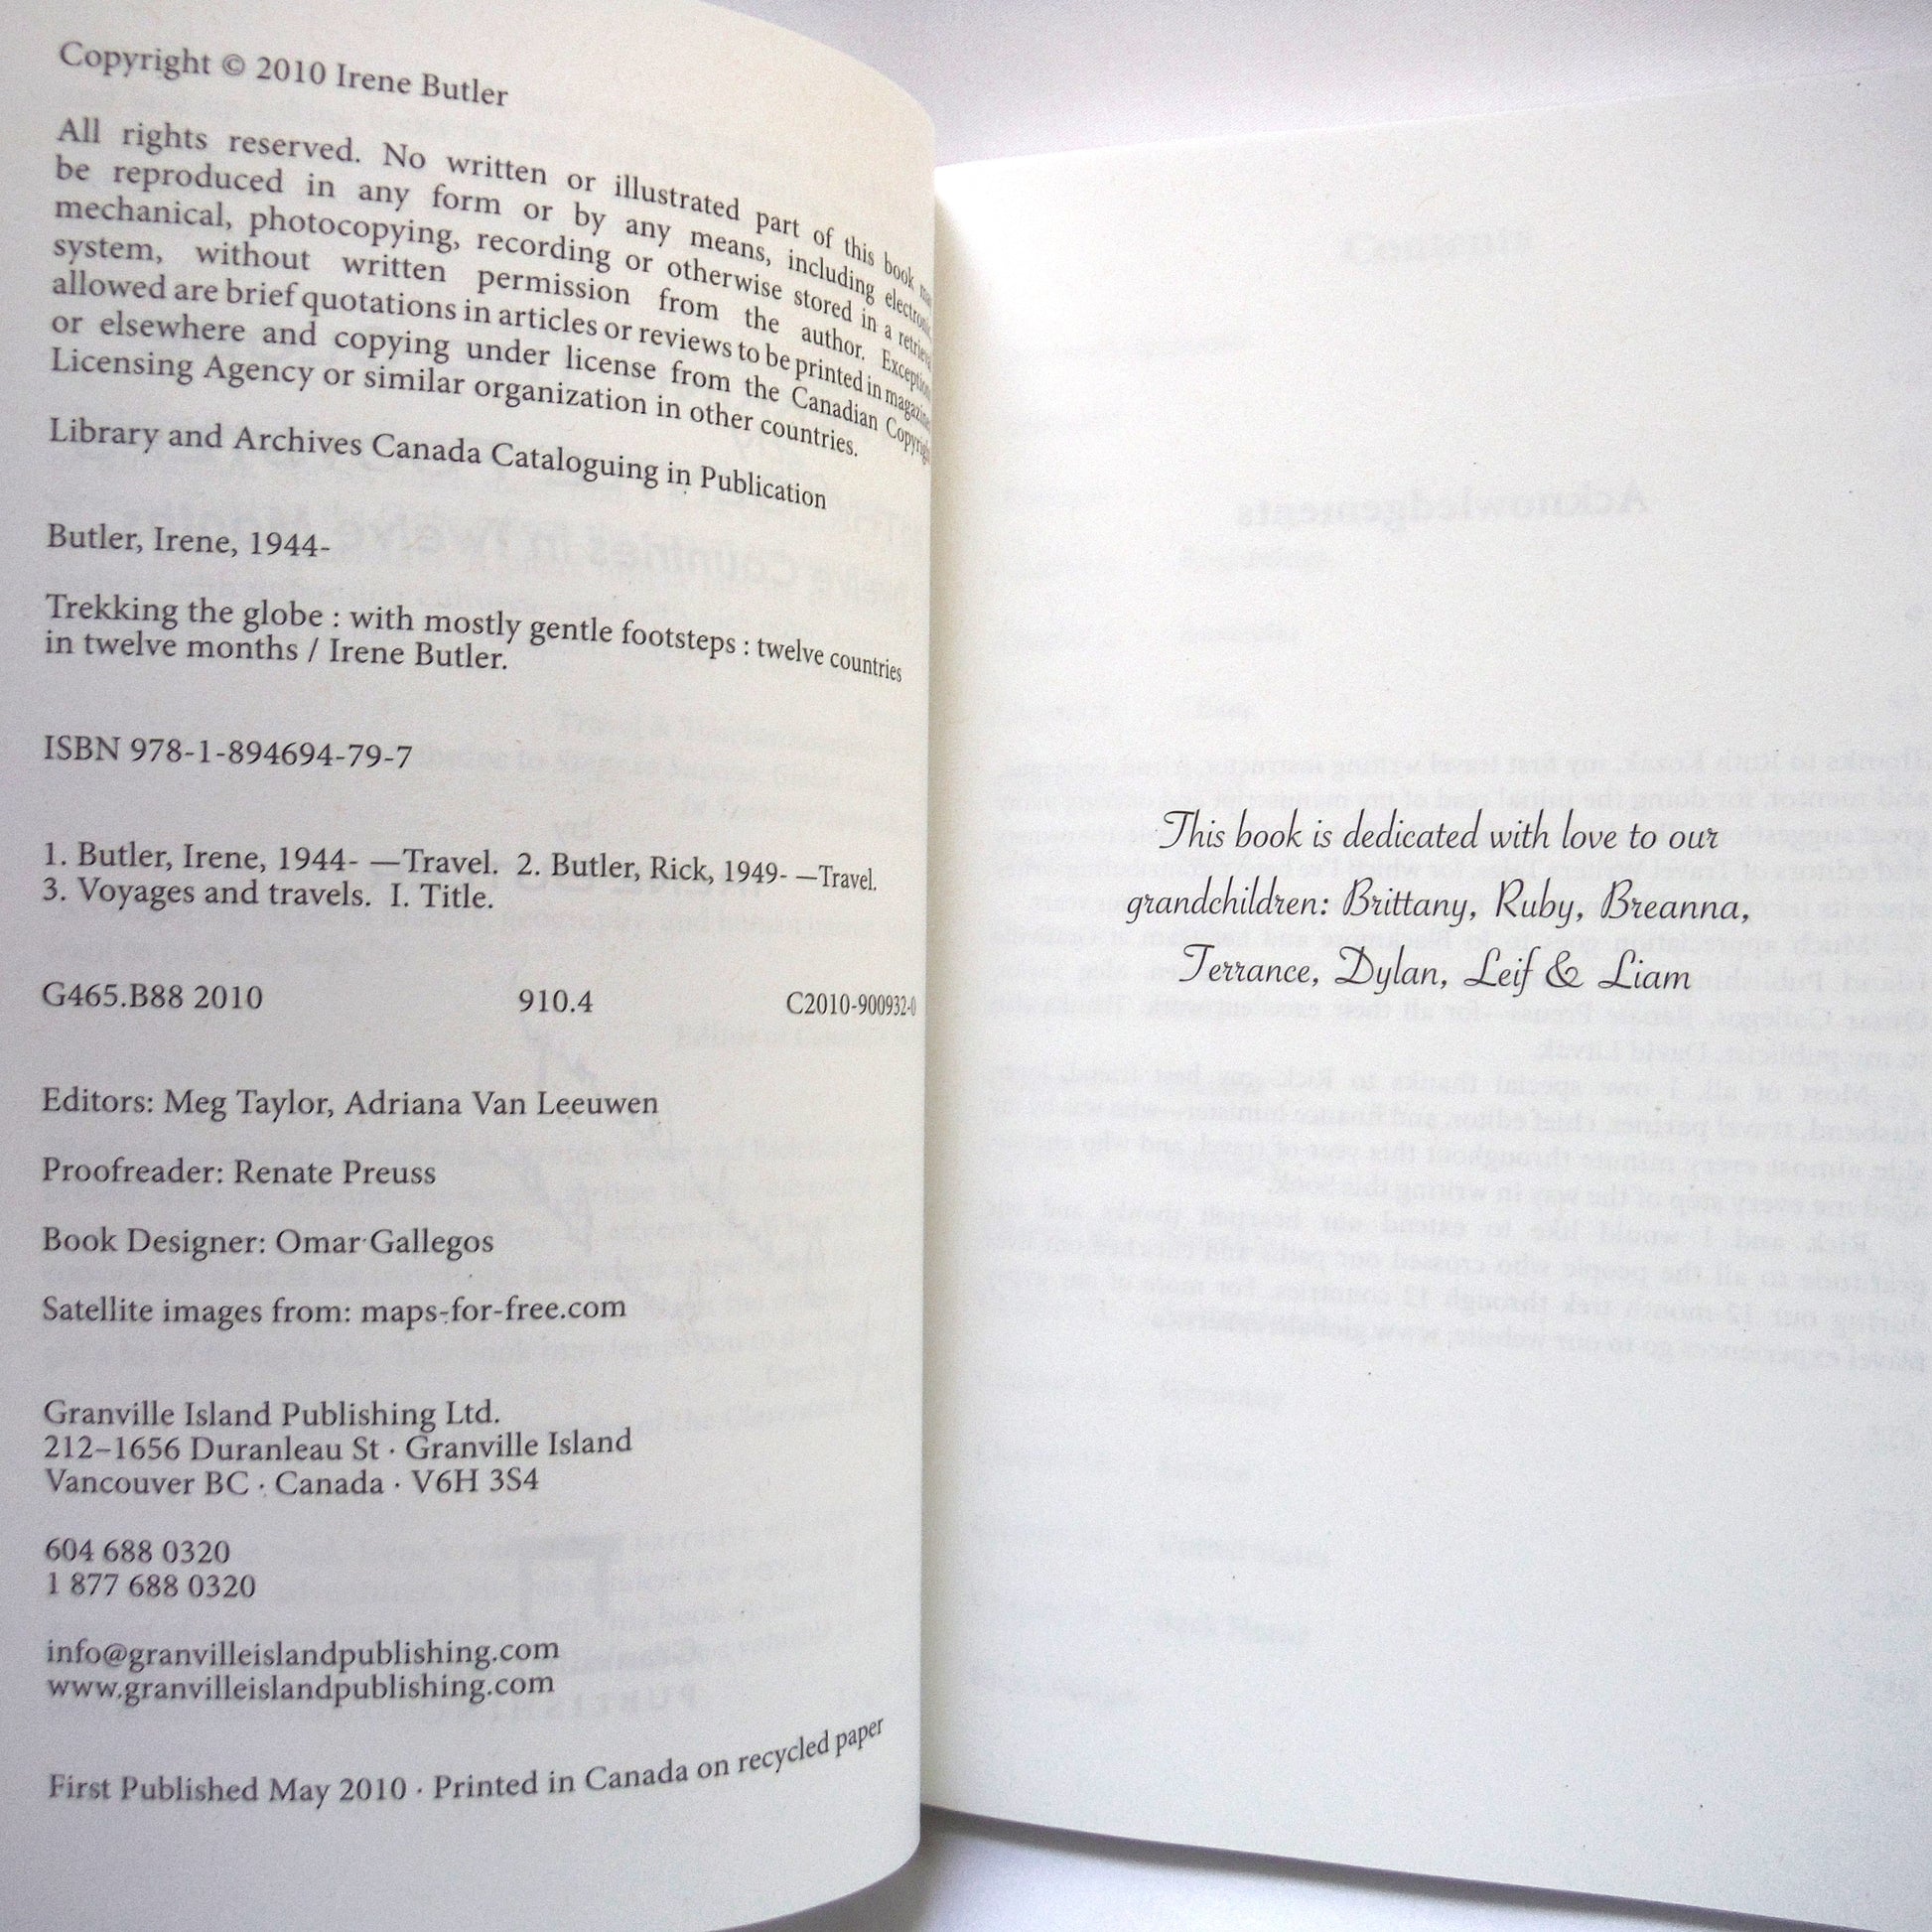 Copyright © 2010 Irene Butler
All rights reserved. No written or illustrated part of this book
be reproduced in any form or by any means, including electronic,
mechanical, photocopying, recording or otherwise stored in a retrieval
system, without written permission from the author. Exception
allowed are brief quotations in articles or reviews to be printed in magazines
or elsewhere and copying under license from the Canadian Copyright
Licensing Agency or similar organization in other countries.
Library and Archives Canada Cataloguing in Publication
Butler, Irene, 1944-
Trekking the globe : with mostly gentle footsteps : twelve countries
in twelve months / Irene Butler.
ISBN 978-1-894694-79-7
1. Butler, Irene, 1944- —Travel. 2. Butler, Rick, 1949- —Travel.
3. Voyages and travels. I. Title.
G465.B88 2010 910.4 C2010-900932-0
Editors: Meg Taylor, Adriana Van Leeuwen
Proofreader: Renate Preuss
Book Designer: Omar Gallegos
Satellite images from: maps-for-free.com
Granville Island Publishing Ltd.
212–1656 Duranleau St · Granville Island
Vancouver BC · Canada · V6H 3S4
604 688 0320
1 877 688 0320
info@granvilleislandpublishing.com
www.granvilleislandpublishing.com
First Published May 2010 · Printed in Canada on recycled paper
This book is dedicated with love to our
grandchildren: Brittany, Ruby, Breanna,
Terrance, Dylan, Leif & Liam